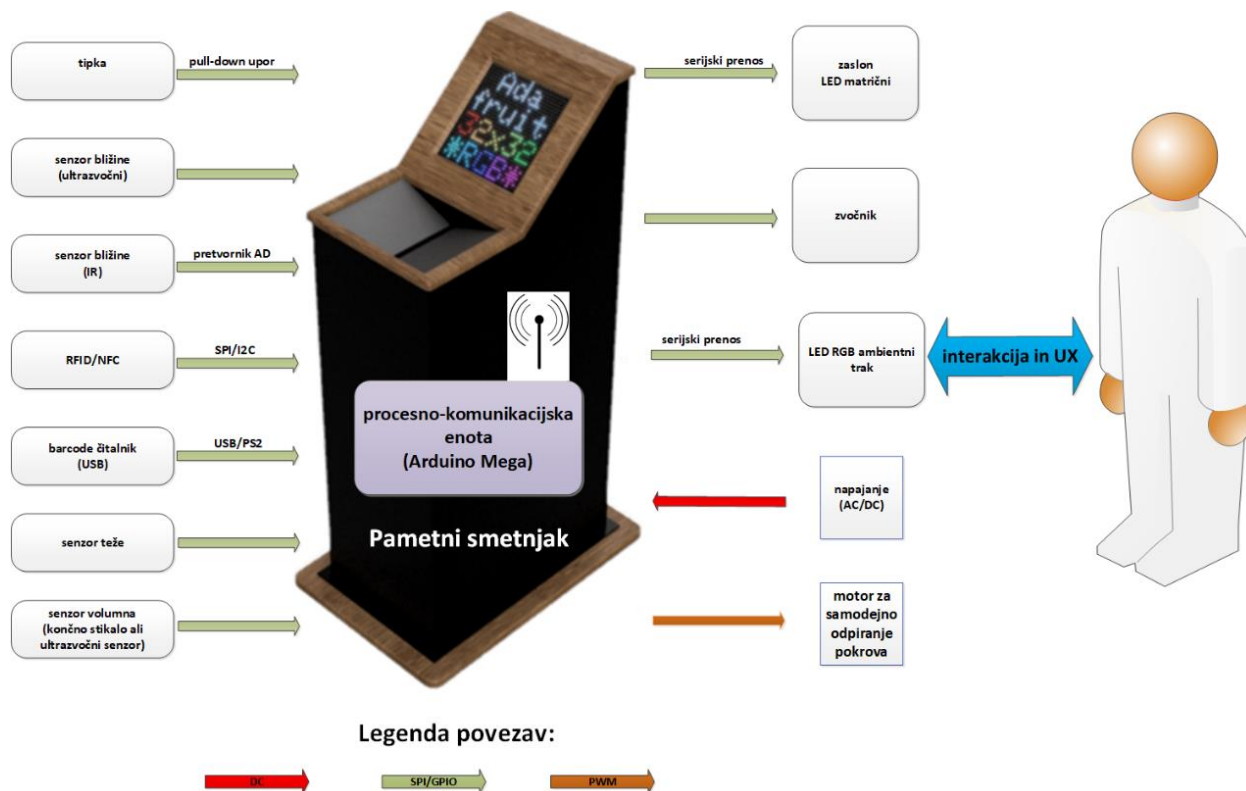 tipka
pull-down upor
senzor bližine
(ultrazvočni)
senzor bližine
(IR)
pretvornik AD
RFID/NFC
SPI/I2C
barcode čitalnik
(USB)
USB/PS2
senzor teže
senzor volumna
(končno stikalo ali
ultrazvočni senzor)
Ada
fruit
32x32
*RGB*
procesno-komunikacijska
enota
(Arduino Mega)
Pametni smetnjak
serijski prenos
zaslon
LED matrični
zvočnik
serijski prenos
LED RGB ambientni
trak
interakcija in UX
napajanje
(AC/DC)
motor za
samodejno
odpiranje
pokrova
Legenda povezav:
DC
SPI/GPIO
PWM